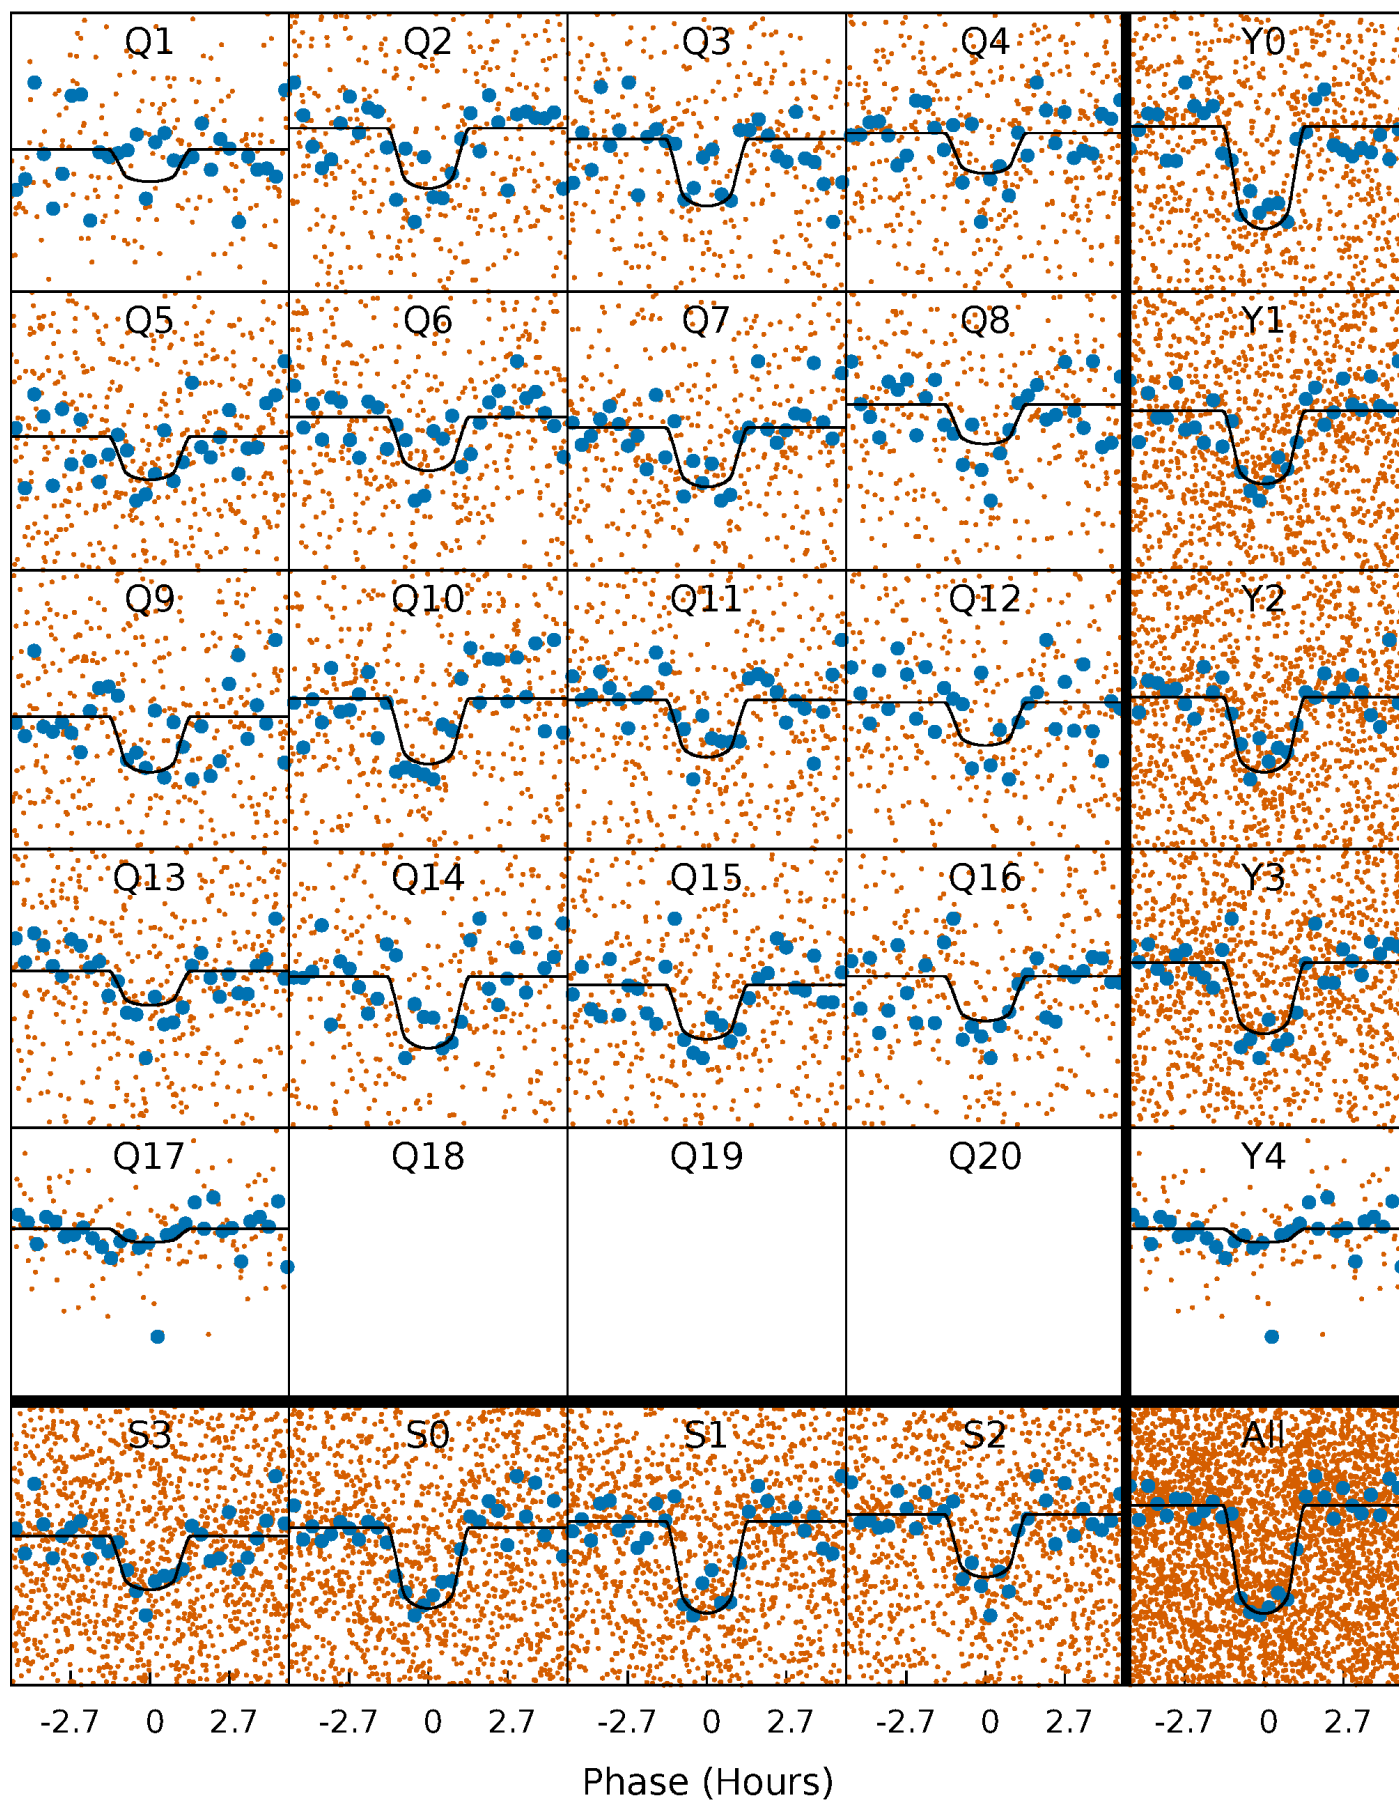 Q1 Q2 Q3 Q4 Y0
Q5 Q6 Q7 Q8 Y1
Q9 Q10 Q11 Q12 Y2
Q13 Q14 Q15 Q16 Y3
Q17 Q18 Q19 Q20 Y4
S3 S0 S1 S2 All
-2.7 0 2.7 -2.7 0 2.7 -2.7 0 2.7 -2.7 0 2.7 -2.7 0 2.7
Phase (Hours)